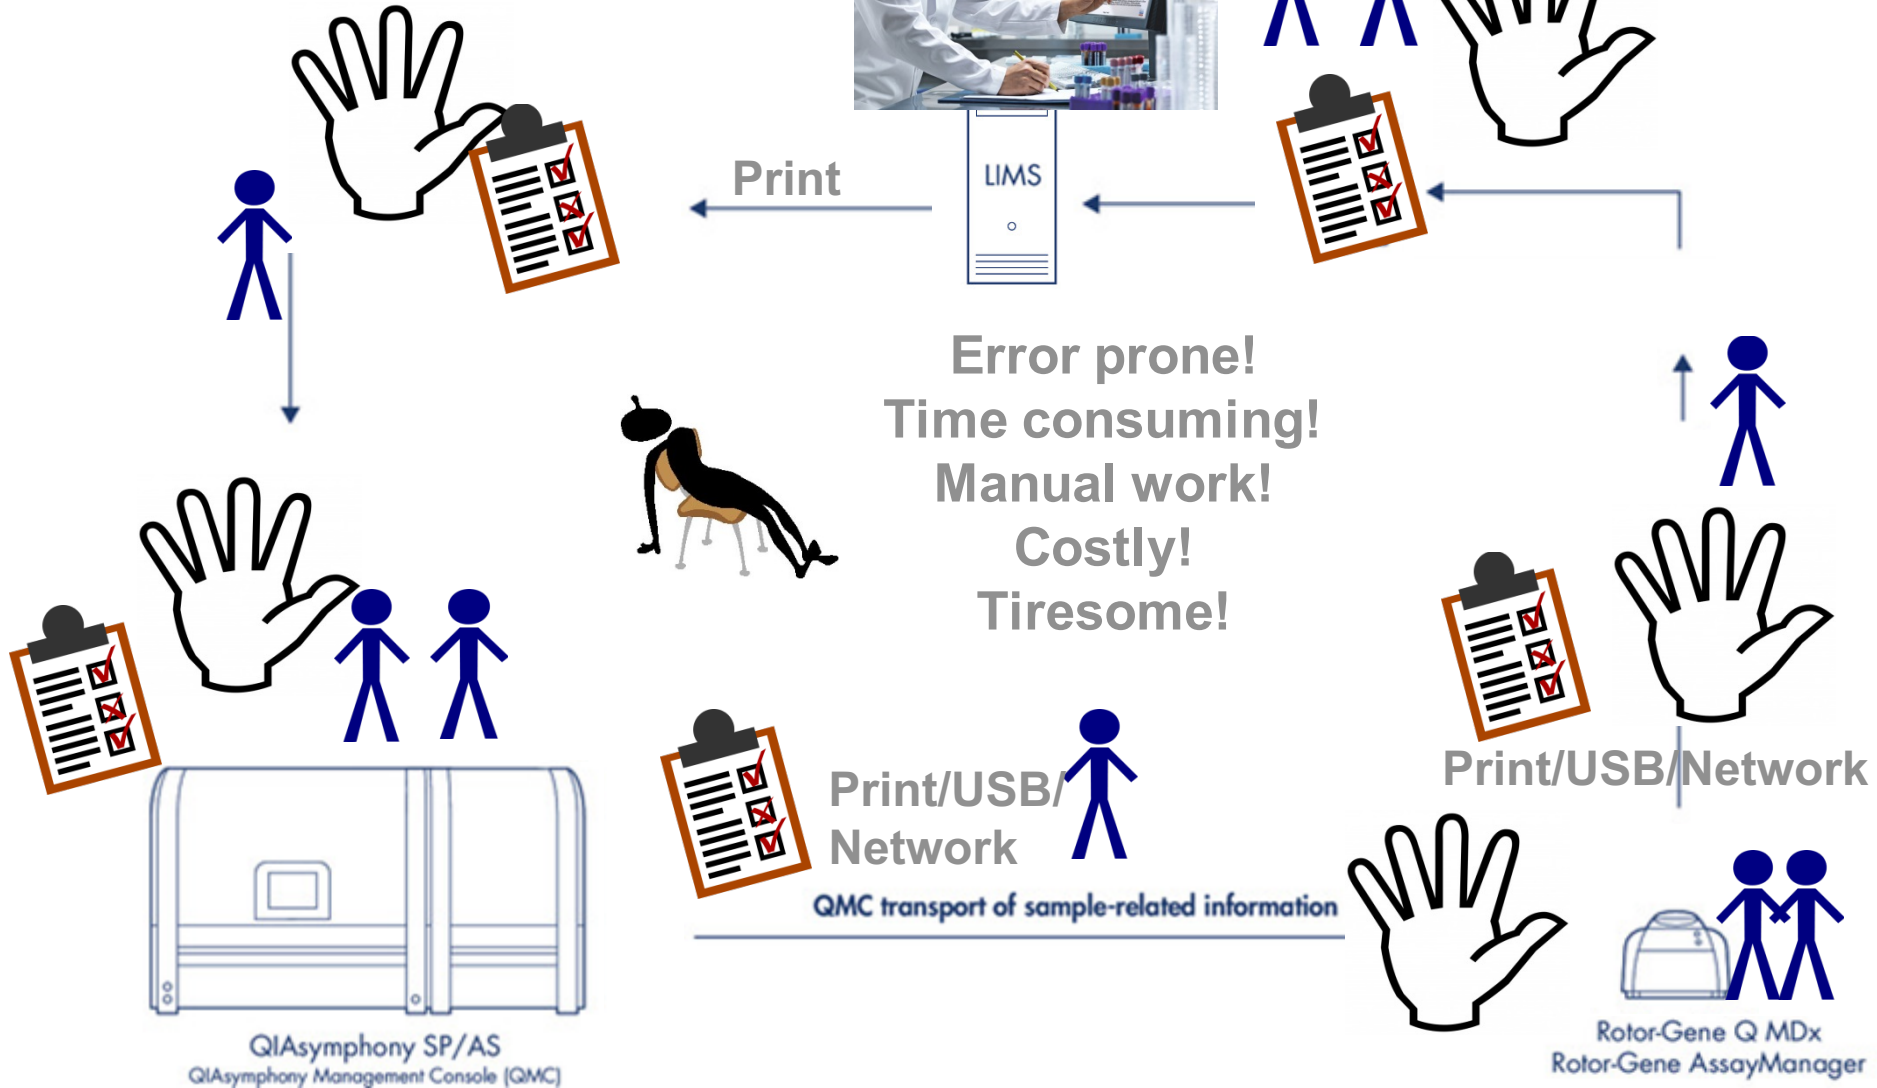 Print
LIMS
Error prone!
Time consuming!
Manual work!
Costly!
Tiresome!
Print/USB/Network
Print/USB/
Network
QMC transport of sample-related information
QIAsymphony SP/AS
QIAsymphony Management Console (QMC)
Rotor-Gene Q MDx
Rotor-Gene AssayManager